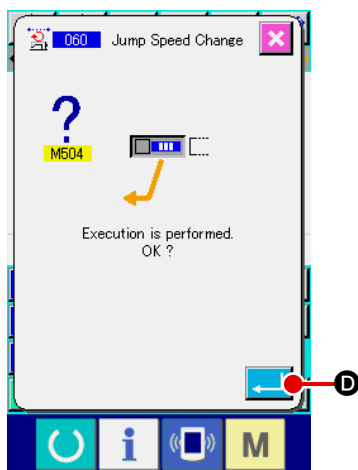 060 Jump Speed Change
?
M504
Execution is performed.
OK ?
D
i
M